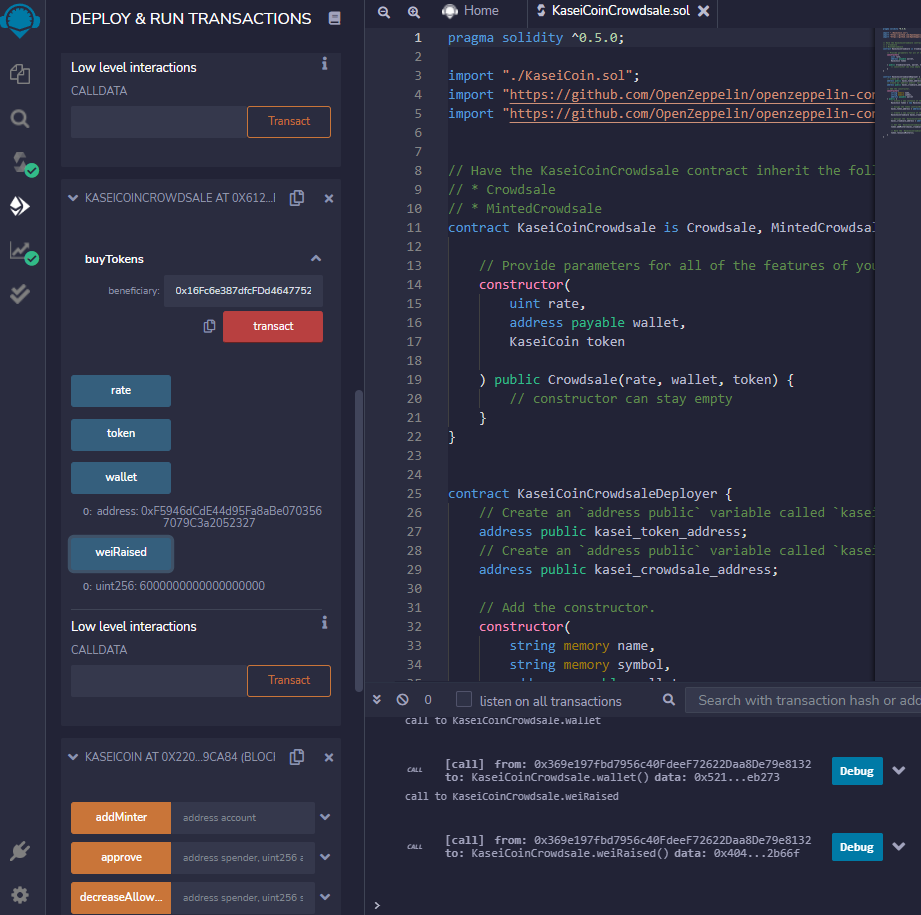 DEPLOY & RUN TRANSACTIONS
Low level interactions
CALLDATA
Transact
KASEICOINCROWDSALE AT 0X612...
buyTokens
beneficiary: 0x16Fc6e387dfcFDd4647752
transact
rate
token
wallet
0: address: 0xF5946dCdE44d95Fa8aBe070356
7079C3a2052327
weiRaised
0: uint256: 6000000000000000000
Low level interactions
CALLDATA
Transact
KASEICOIN AT 0X220...9CA84 (BLOC
addMinter address account
approve address spender, uint256 a
decreaseAllow... address spender, uint256 s
Home
KaseiCoinCrowdsale.sol
1 pragma solidity ^0.5.0;
2
3 import "./KaseiCoin.sol";
4 import "https://github.com/OpenZeppelin/openzeppelin-con
5 import "https://github.com/OpenZeppelin/openzeppelin-con
6
7
8 // Have the KaseiCoinCrowdsale contract inherit the fol
9 // * Crowdsale
10 // * MintedCrowdsale
11 contract KaseiCoinCrowdsale is Crowdsale, MintedCrowdsal
12
13 // Provide parameters for all of the features of you
14 constructor(
15 uint rate,
16 address payable wallet,
17 KaseiCoin token
18
19 ) public Crowdsale(rate, wallet, token) {
20 // constructor can stay empty
21 }
22 }
23
24
25 contract KaseiCoinCrowdsaleDeployer {
26 // Create an `address public` variable called `kasei
27 address public kasei_token_address;
28 // Create an `address public` variable called `kasei
29 address public kasei_crowdsale_address;
30
31 // Add the constructor.
32 constructor(
33 string memory name,
34 string memory symbol,
0
listen on all transactions
Search with transaction hash or add
call to KaseiCoinCrowdsale.wallet
CALL [call] from: 0x369e197fbd7956c40FdeeF72622Daa8De79e8132
to: KaseiCoinCrowdsale.wallet() data: 0x521...eb273
Debug
call to KaseiCoinCrowdsale.weiRaised
CALL [call] from: 0x369e197fbd7956c40FdeeF72622Daa8De79e8132
to: KaseiCoinCrowdsale.weiRaised() data: 0x404...2b66f
Debug
>